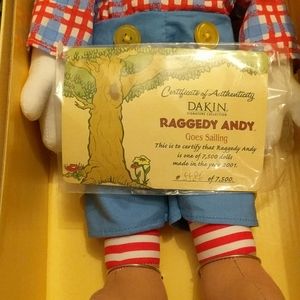 Certificate of Authenticity
DAKIN
SIGNATURE COLLECTION
RAGGEDY ANDY
Goes Sailing
This is to certify that Raggedy Andy
is one of 7,500 dolls
made in the year 2001.
# of 7,500.